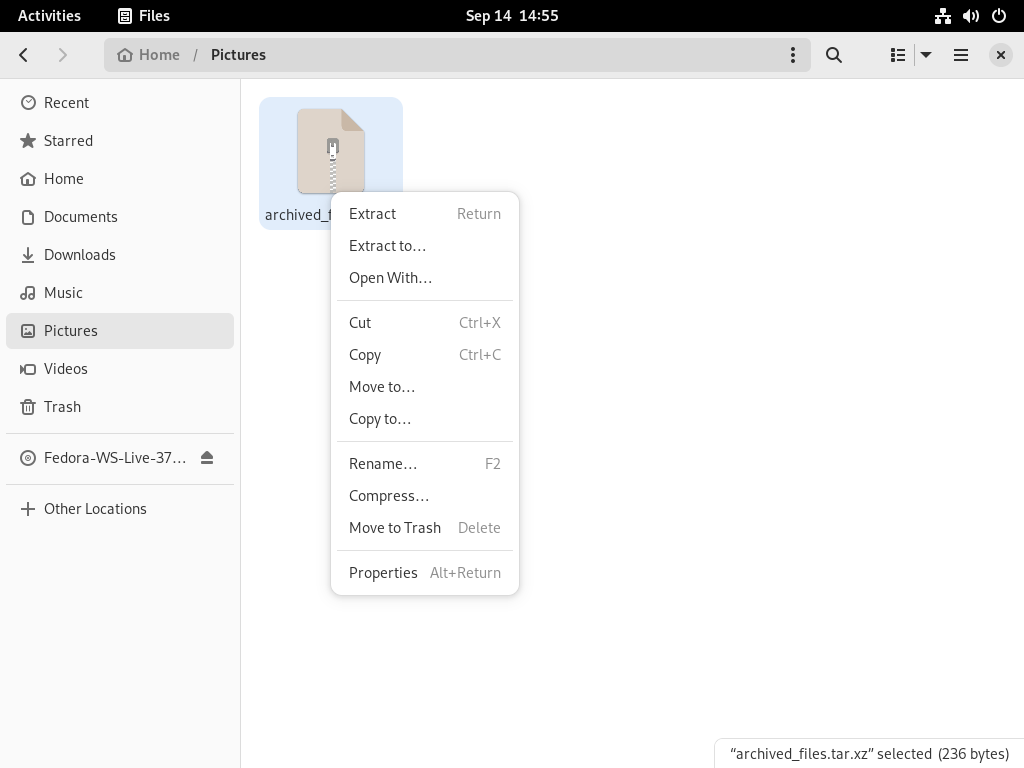 Activities
Files
Sep 14 14:55
Home / Pictures
Recent
Starred
Home
Documents
Downloads
Music
Pictures
Videos
Trash
Fedora-WS-Live-37...
Other Locations
archived_f
Extract Return
Extract to...
Open With...
Cut Ctrl+X
Copy Ctrl+C
Move to...
Copy to...
Rename... F2
Compress...
Move to Trash Delete
Properties Alt+Return
“archived_files.tar.xz” selected (236 bytes)